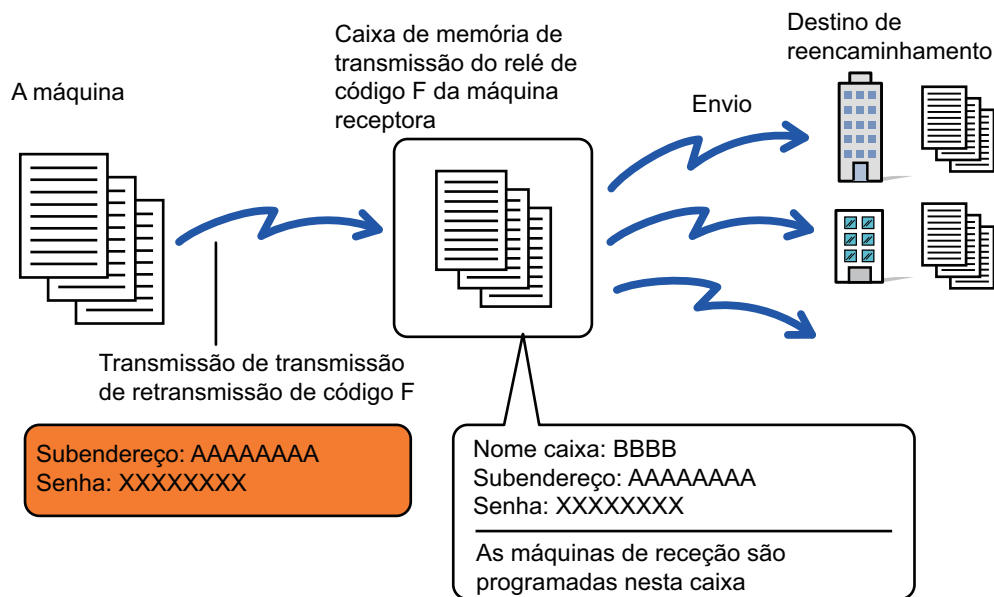 A máquina
Caixa de memória de
transmissão do relé de
código F da máquina
receptora
Envio
Destino de
reencaminhamento
Transmissão de transmissão
de retransmissão de código F
Subendereço: AAAAAAAA
Senha: XXXXXXXX
Nome caixa: BBBB
Subendereço: AAAAAAAA
Senha: XXXXXXXX
As máquinas de receção são
programadas nesta caixa